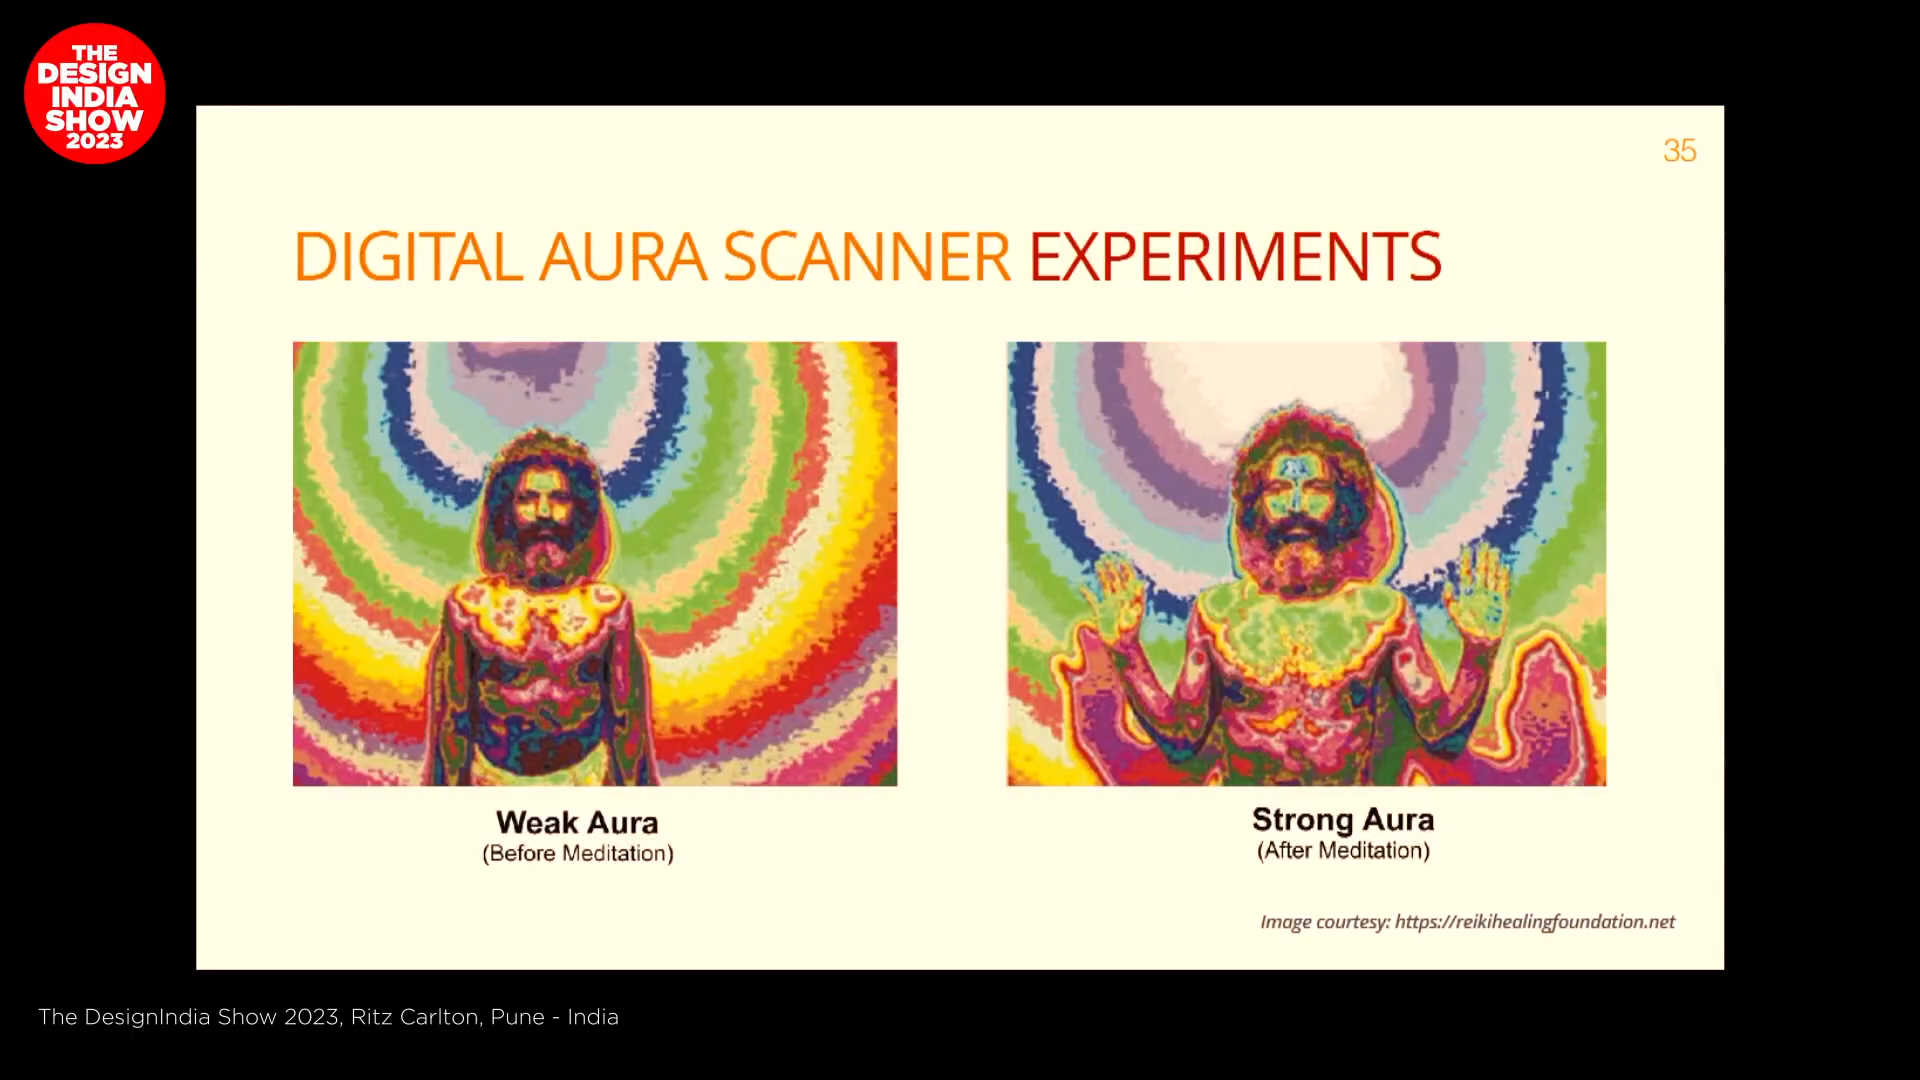 THE
DESIGN
INDIA
SHOW
2023
35
DIGITAL AURA SCANNER EXPERIMENTS
Weak Aura
(Before Meditation)
Strong Aura
(After Meditation)
Image courtesy: https://reikihealingfoundation.net
The DesignIndia Show 2023, Ritz Carlton, Pune - India